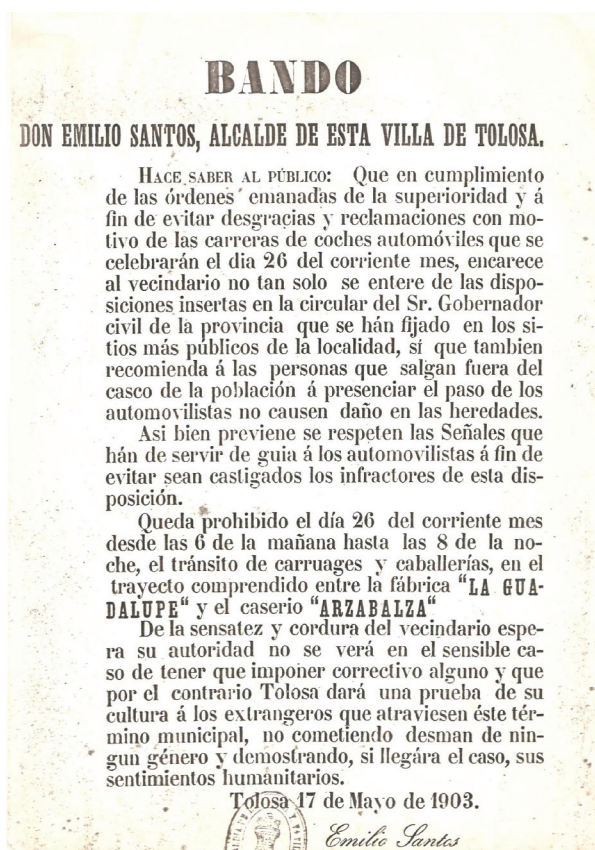 BANDO
DON EMILIO SANTOS, ALCALDE DE ESTA VILLA DE TOLOSA.
HACE SABER AL PÚBLICO: Que en cumplimiento
de las órdenes emanadas de la superioridad y á
fin de evitar desgracias y reclamaciones con mo-
tivo de las carreras de coches automóviles que se
celebrarán el dia 26 del corriente mes, encarece
al vecindario no tan solo se entere de las dispo-
siciones insertas en la circular del Sr. Gobernador
civil de la provincia que se hán fijado en los si-
tios más públicos de la localidad, sí que tambien
recomienda á las personas que salgan fuera del
casco de la población á presenciar el paso de los
automovilistas no causen daño en las heredades.
Asi bien previene se respeten las Señales que
hán de servir de guia á los automovilistas á fin de
evitar sean castigados los infractores de esta dis-
posición.
Queda prohibido el día 26 del corriente mes
desde las 6 de la mañana hasta las 8 de la no-
che, el tránsito de carruages y caballerías, en el
trayecto comprendido entre la fábrica "LA GUA-
DALUPE" y el caserio "ARZABALZA"
De la sensatez y cordura del vecindario espe-
ra su autoridad no se verá en el sensible ca-
so de tener que imponer correctivo alguno y que
por el contrario Tolosa dará una prueba de su
cultura á los extrangeros que atraviesen éste tér-
mino municipal, no cometiendo desman de nin-
gun género y demostrando, si llegára el caso, sus
sentimientos humanitarios.
Tolosa 17 de Mayo de 1903.
Emilio Santos